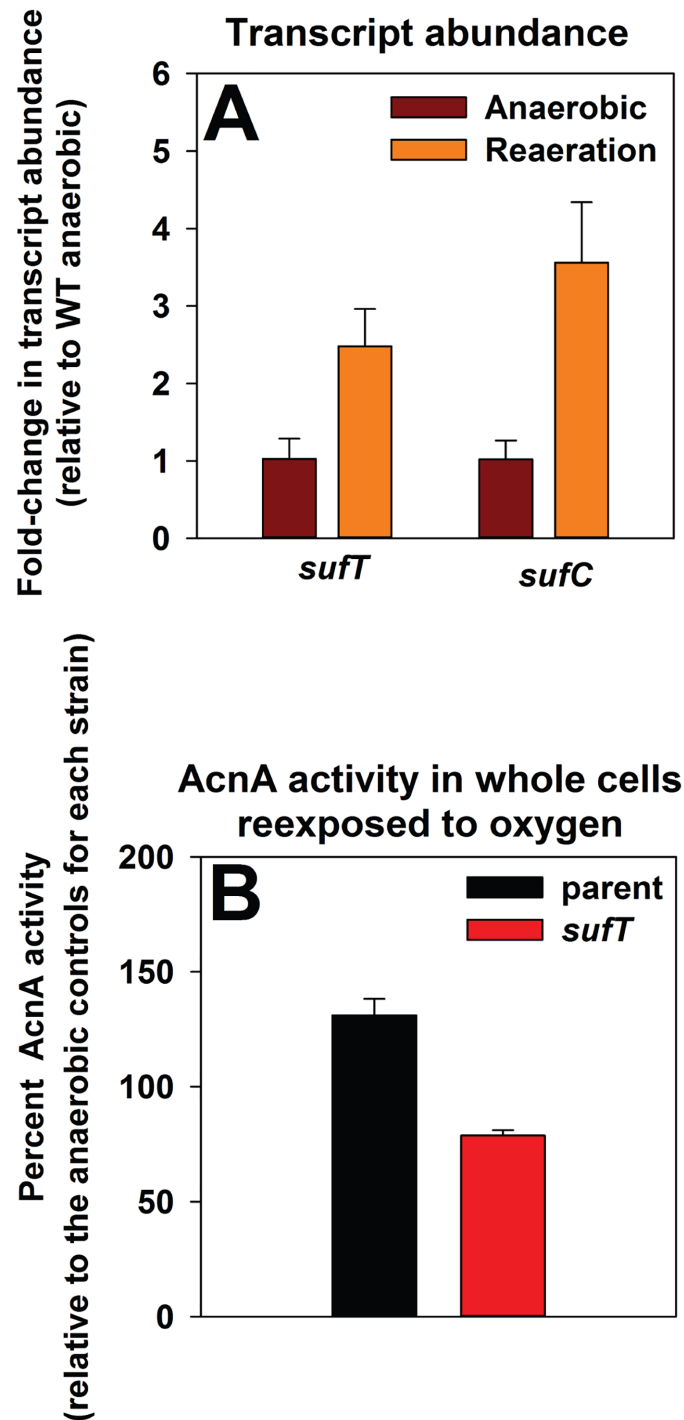 Transcript abundance
Fold-change in transcript abundance
(relative to WT anaerobic)
A
Anaerobic
Reaeration
6
5
4
3
2
1
0
sufT
sufC
AcnA activity in whole cells
reexposed to oxygen
Percent AcnA activity
(relative to the anaerobic controls for each strain)
B
parent
sufT
200
150
100
50
0